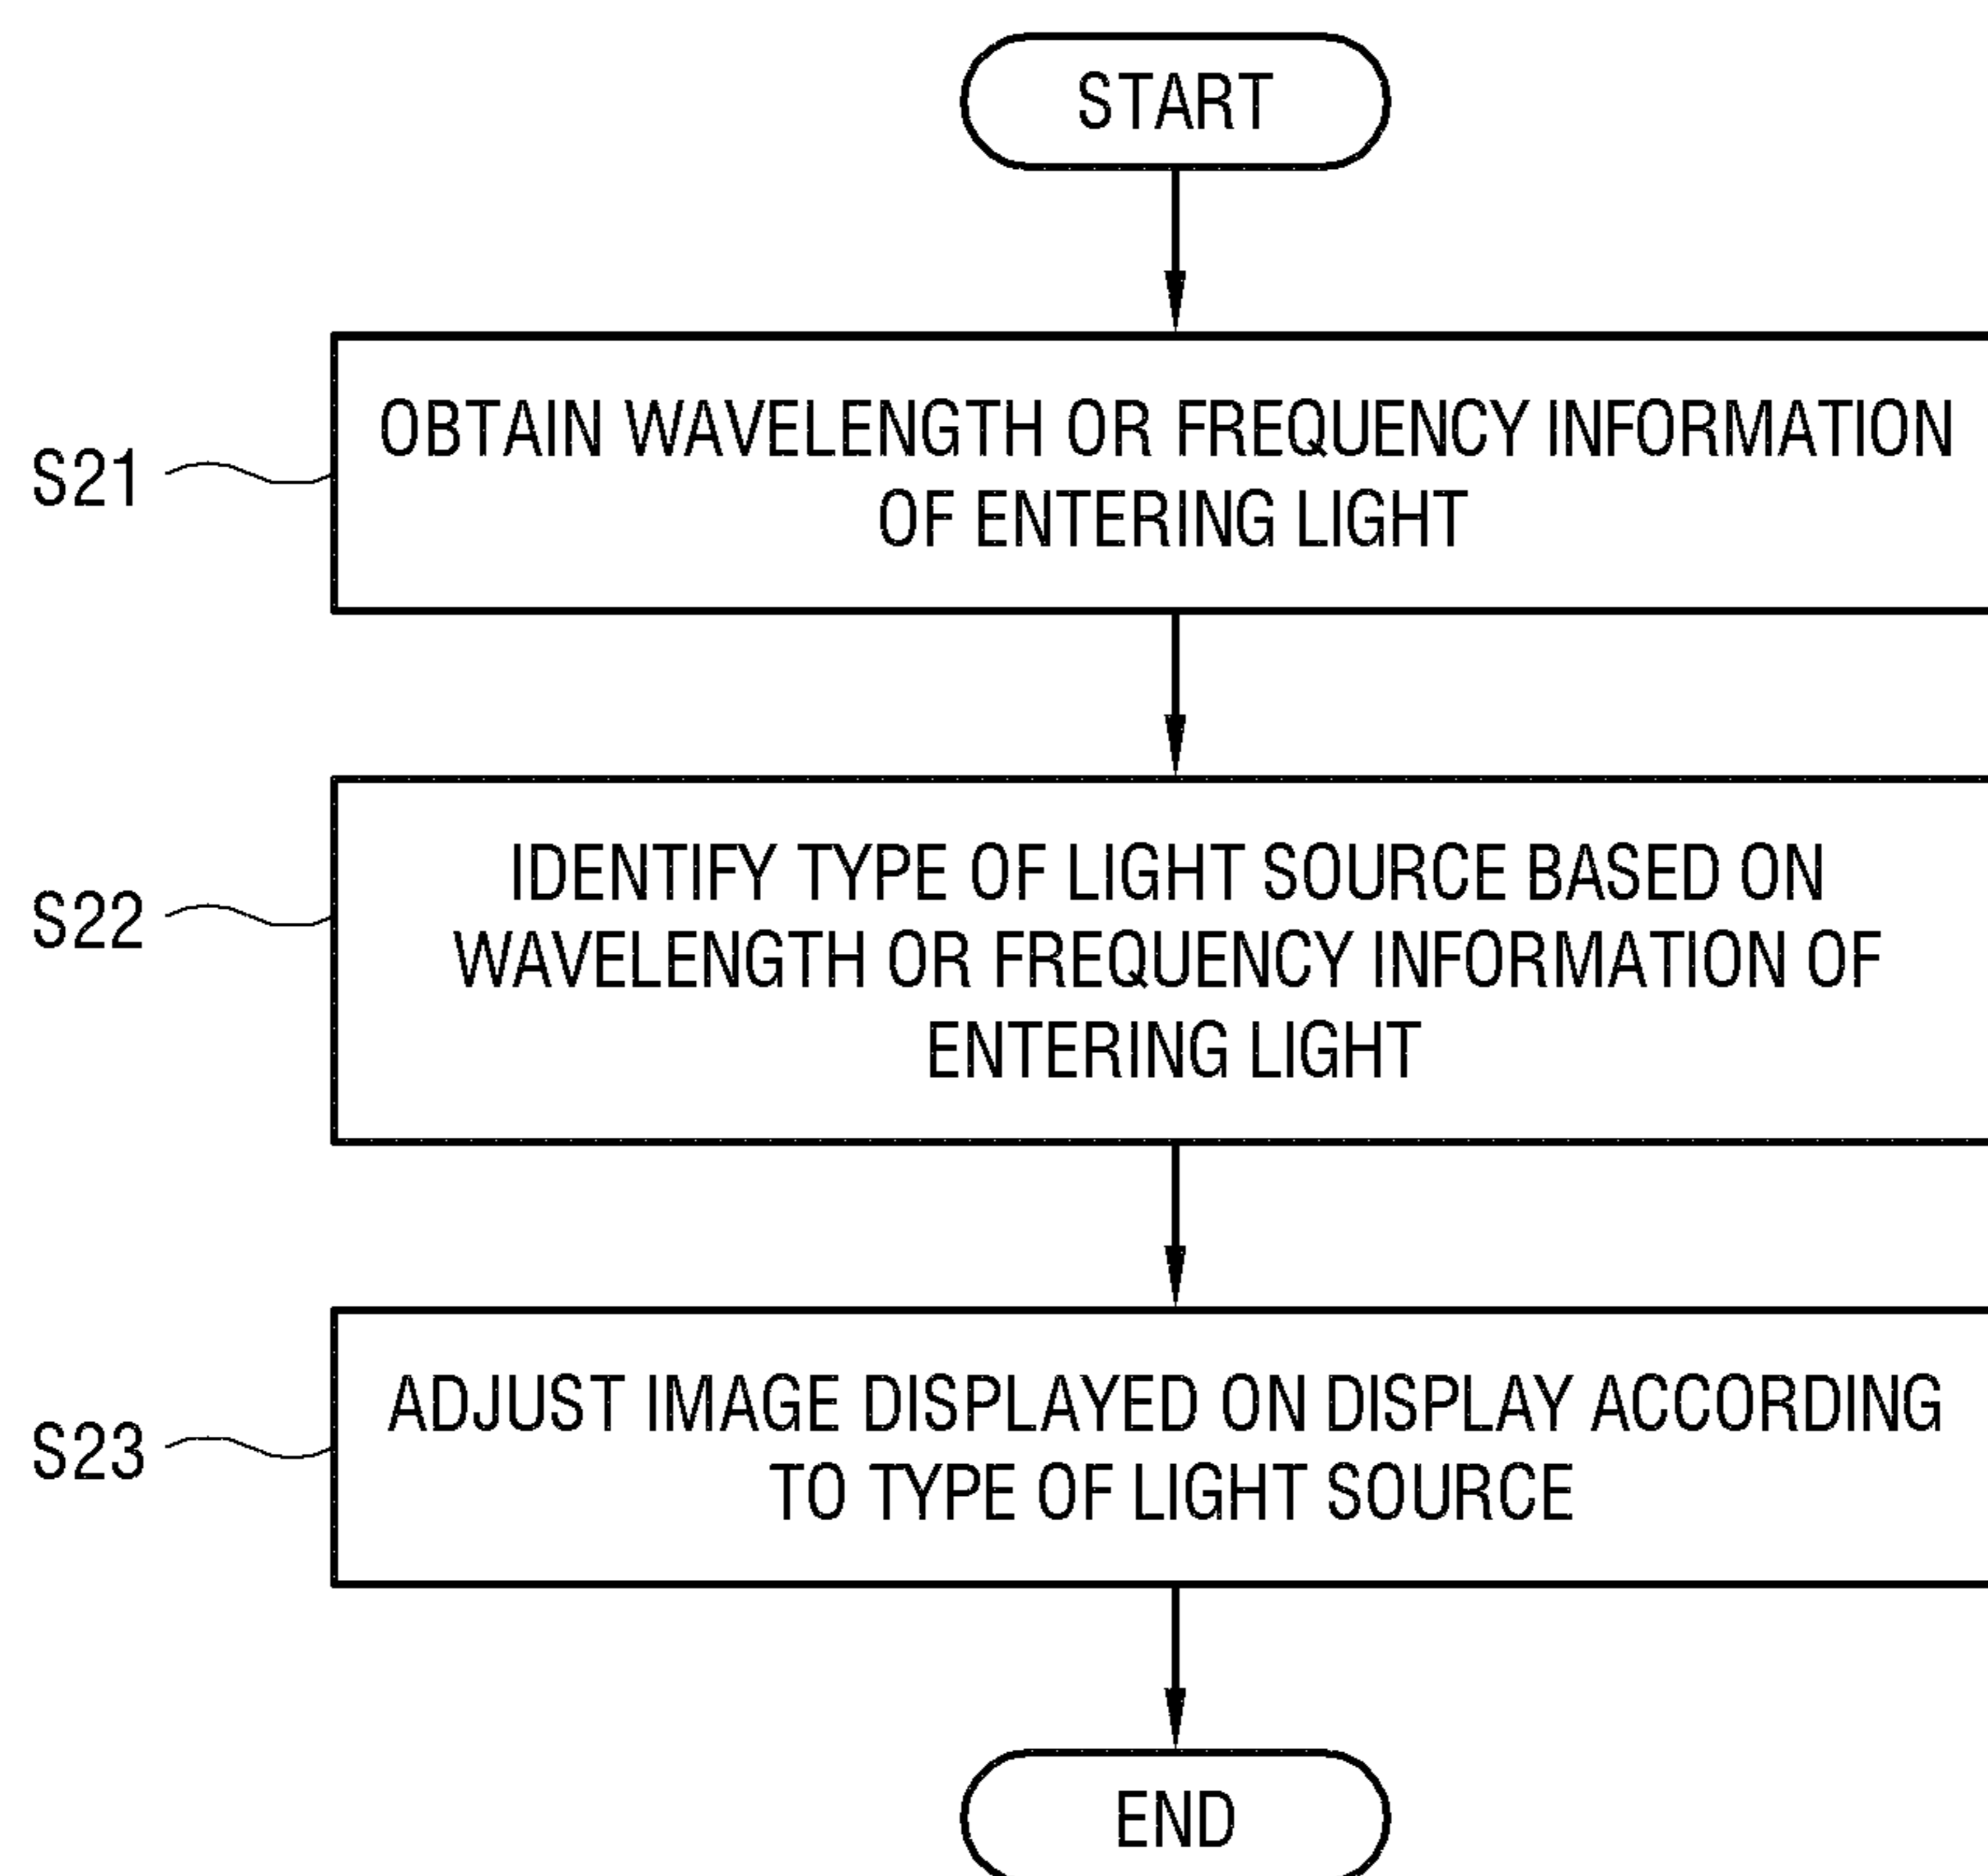 START
OBTAIN WAVELENGTH OR FREQUENCY INFORMATION
OF ENTERING LIGHT
S21
IDENTIFY TYPE OF LIGHT SOURCE BASED ON
WAVELENGTH OR FREQUENCY INFORMATION OF
ENTERING LIGHT
S22
ADJUST IMAGE DISPLAYED ON DISPLAY ACCORDING
TO TYPE OF LIGHT SOURCE
S23
END